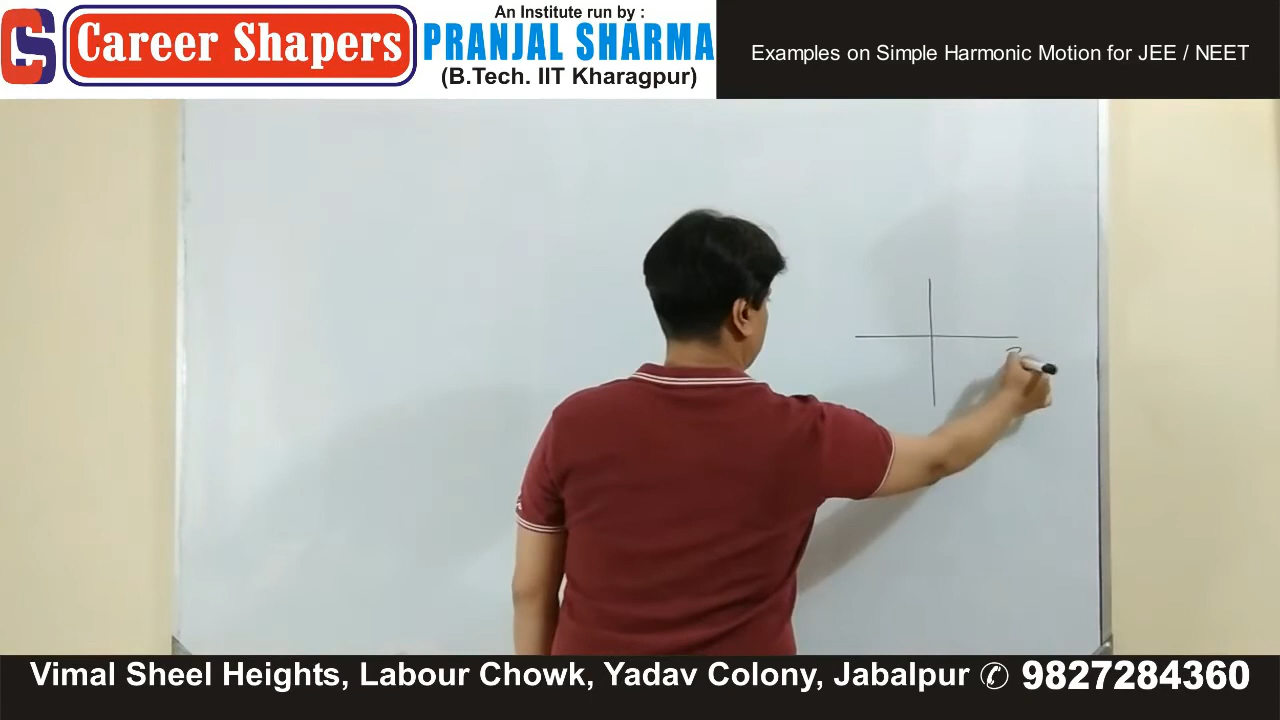 CS Career Shapers
An Institute run by :
PRANJAL SHARMA
(B.Tech. IIT Kharagpur)
Examples on Simple Harmonic Motion for JEE / NEET
Vimal Sheel Heights, Labour Chowk, Yadav Colony, Jabalpur ✆ 9827284360